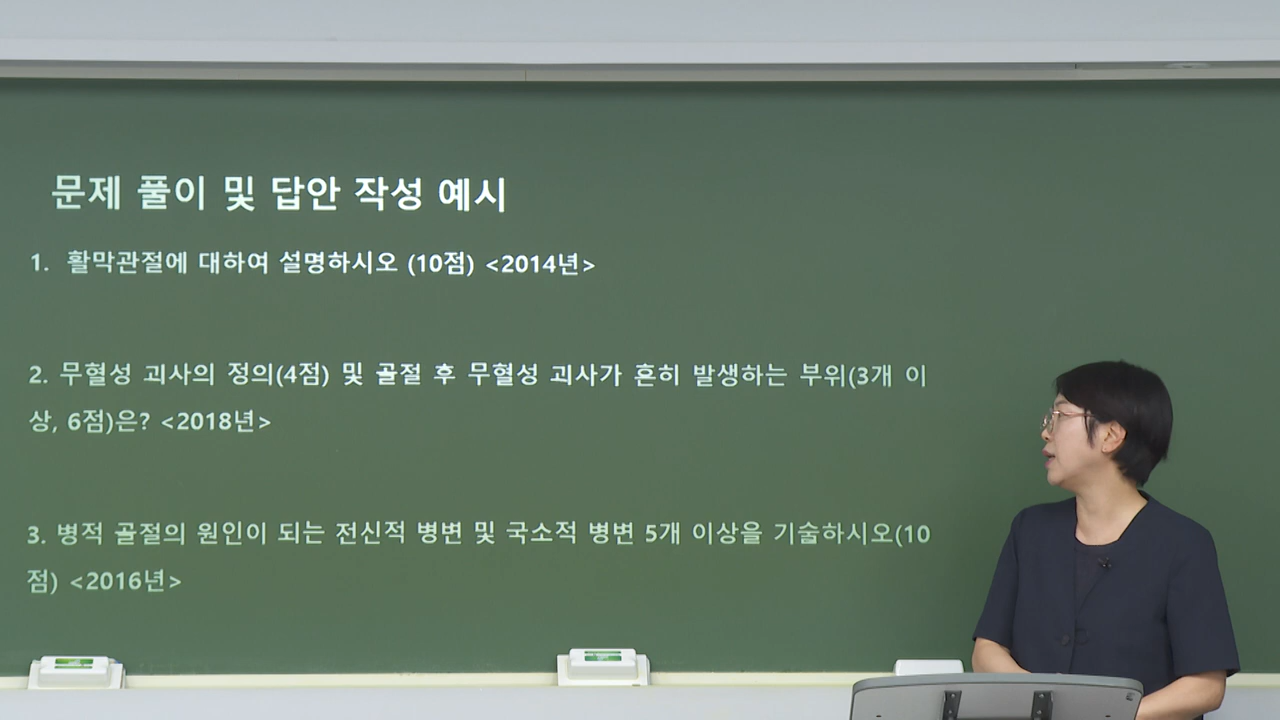 문제 풀이 및 답안 작성 예시
1. 활막관절에 대하여 설명하시오 (10점) <2014년>
2. 무혈성 괴사의 정의(4점) 및 골절 후 무혈성 괴사가 흔히 발생하는 부위(3개 이
상, 6점)은? <2018년>
3. 병적 골절의 원인이 되는 전신적 병변 및 국소적 병변 5개 이상을 기술하시오(10
점) <2016년>